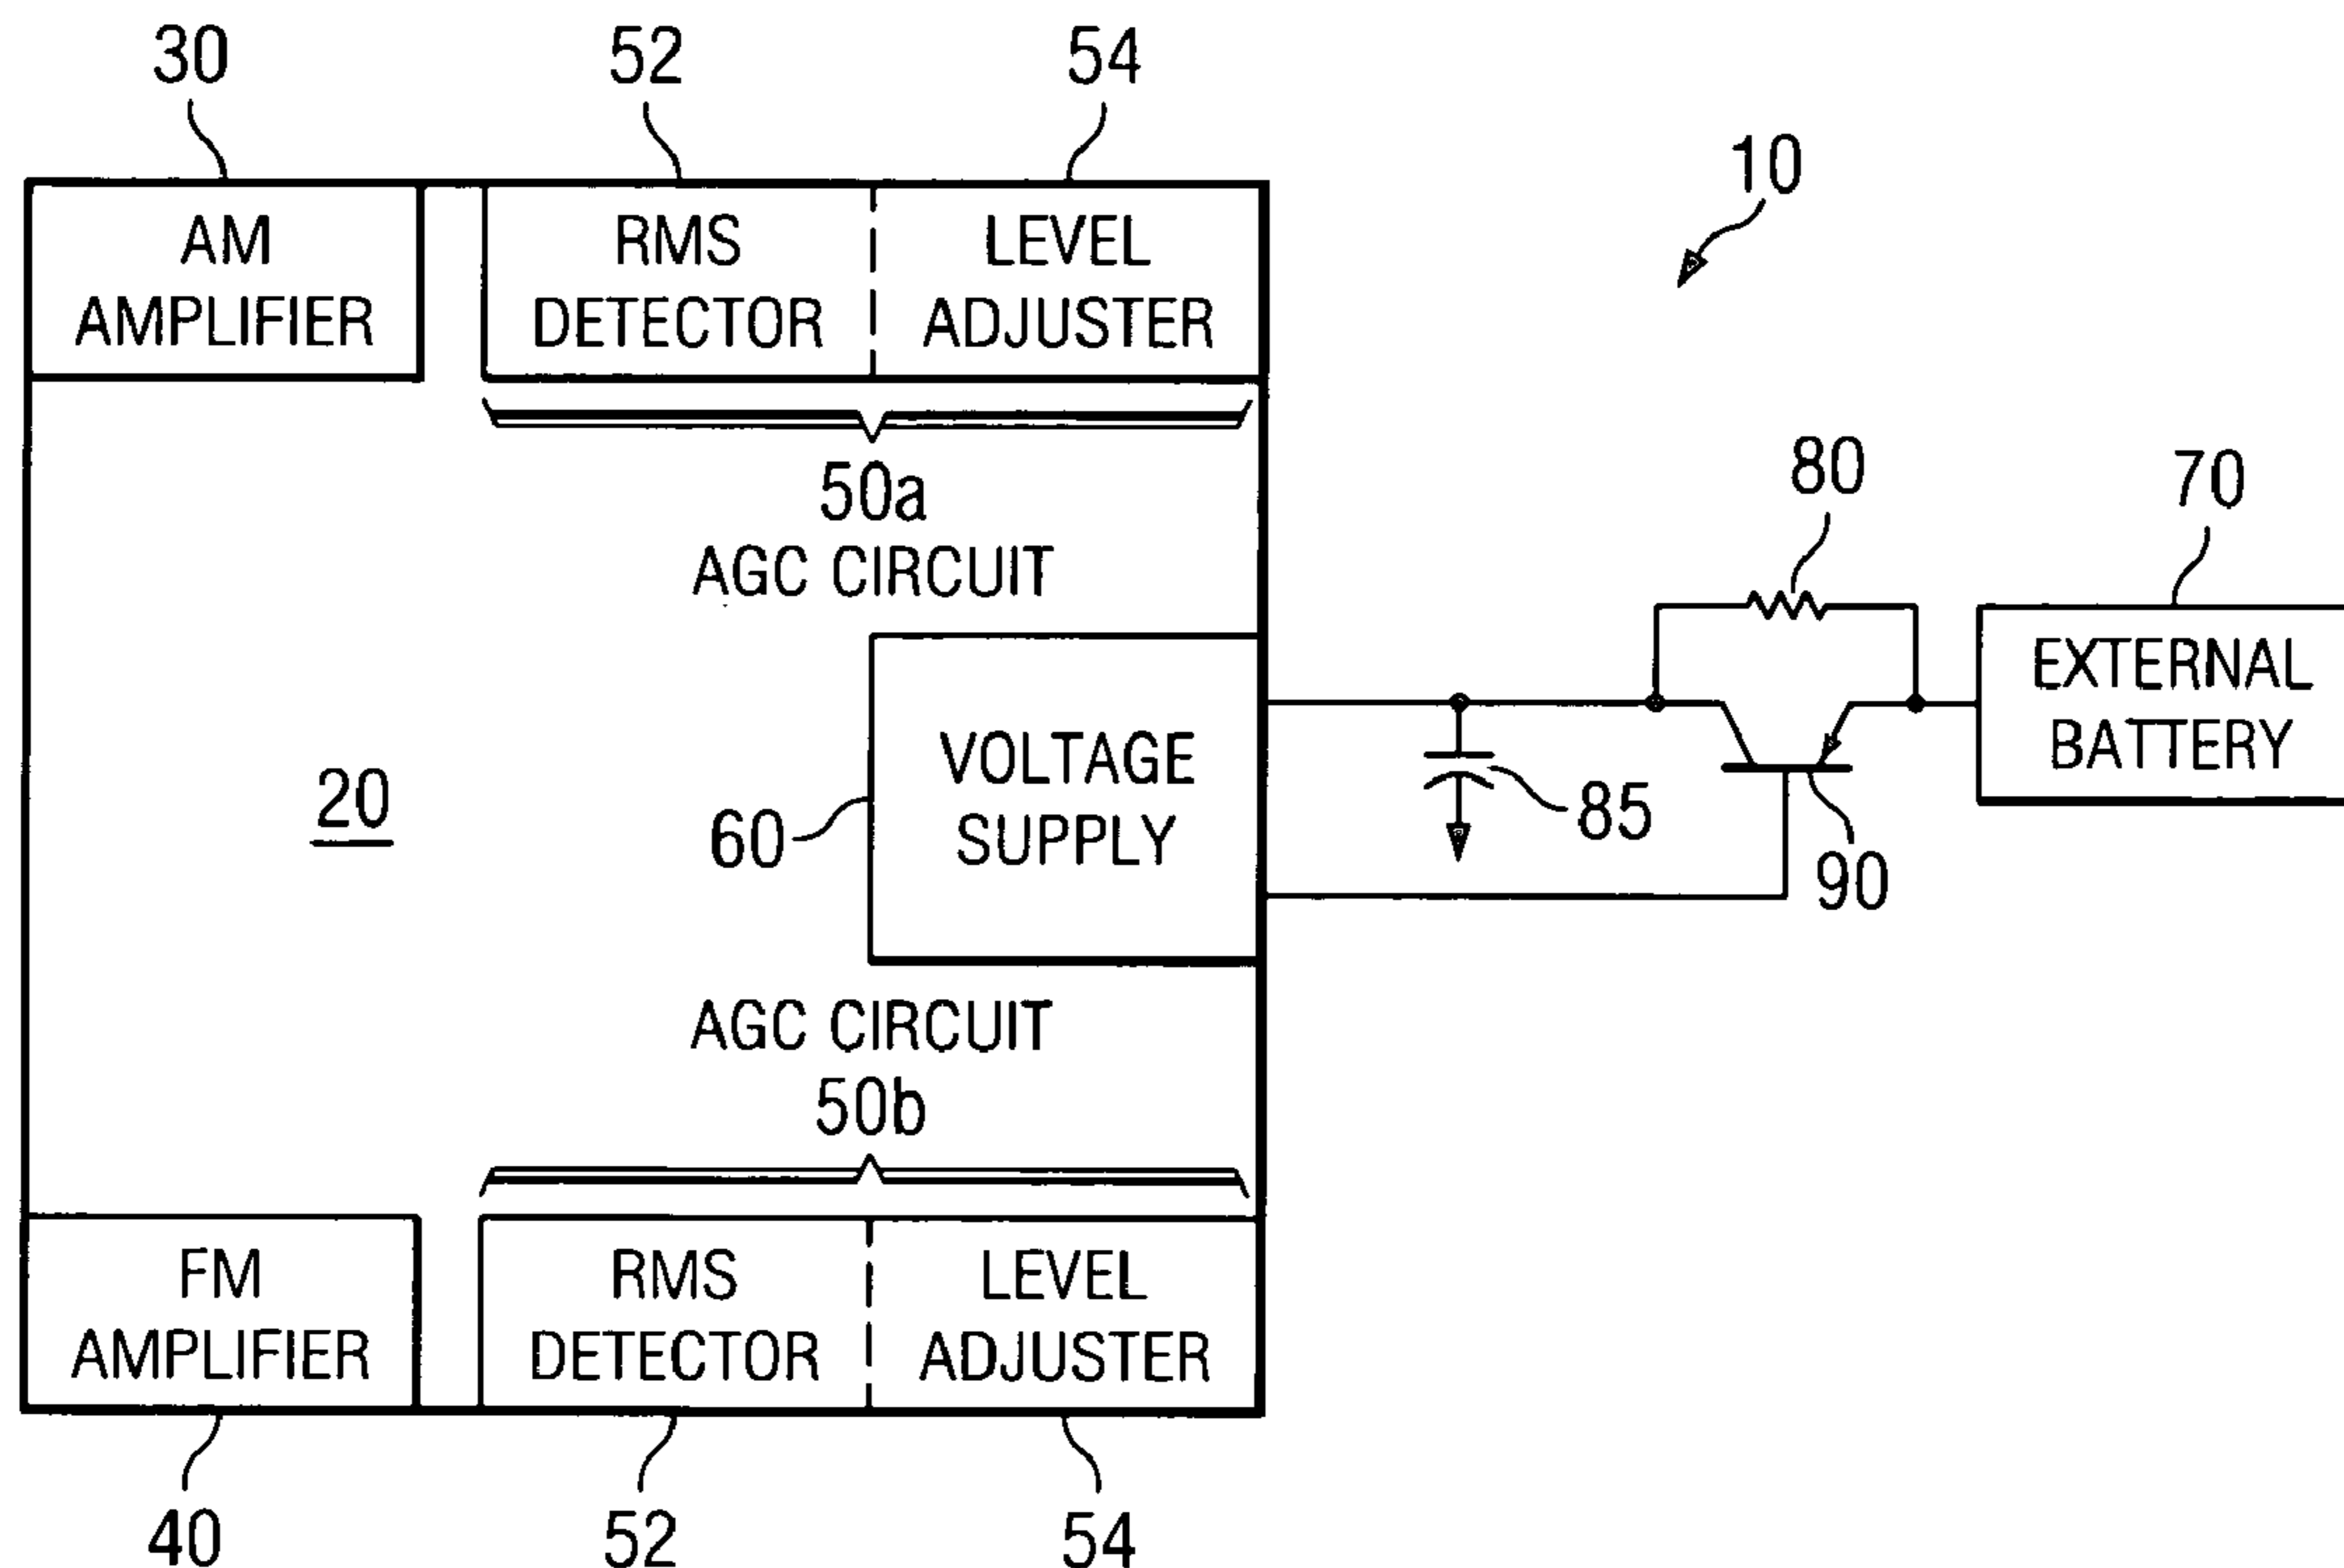 30
52
54
10
AM
AMPLIFIER
RMS
DETECTOR
LEVEL
ADJUSTER
50a
AGC CIRCUIT
80
70
EXTERNAL
BATTERY
VOLTAGE
SUPPLY
20
60
85
90
AGC CIRCUIT
50b
FM
AMPLIFIER
RMS
DETECTOR
LEVEL
ADJUSTER
40
52
54